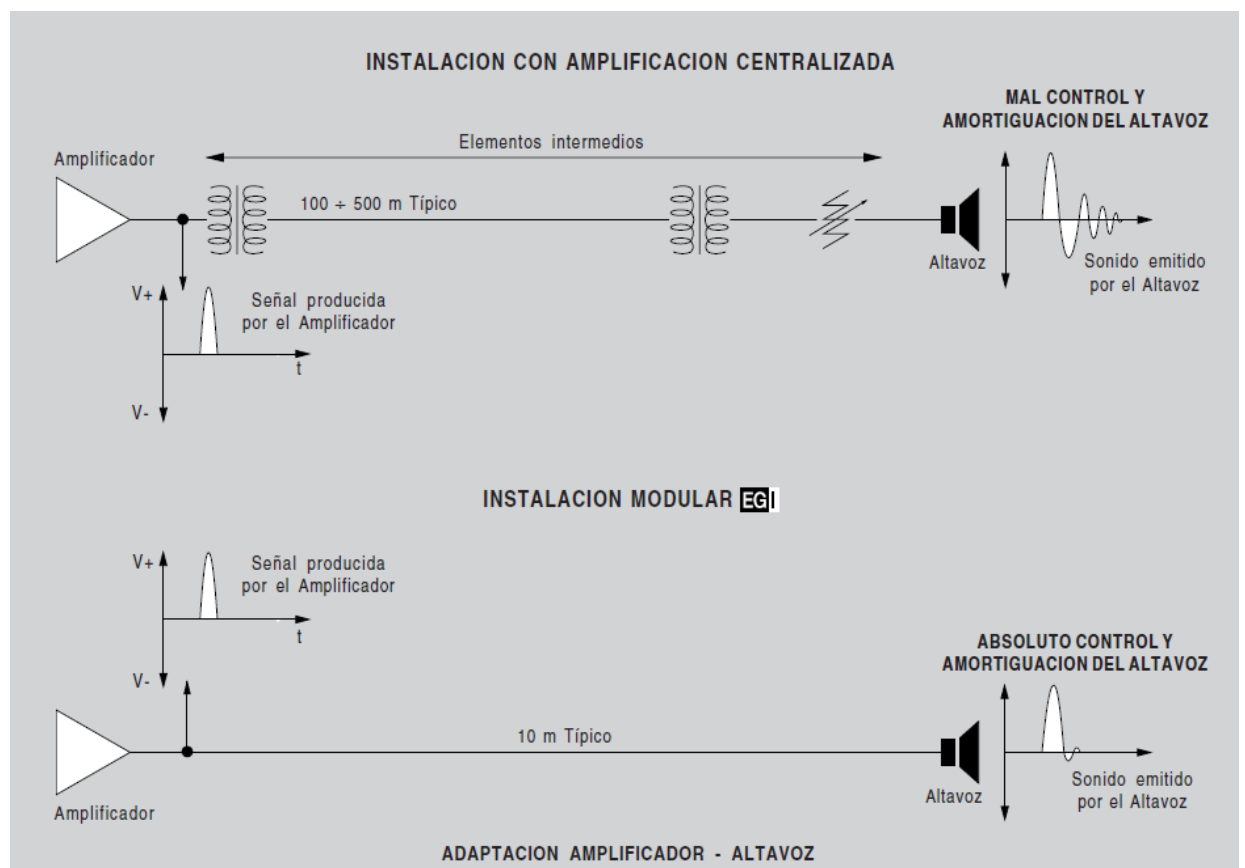 INSTALACION CON AMPLIFICACION CENTRALIZADA
MAL CONTROL Y
AMORTIGUACION DEL ALTAVOZ
Amplificador
Elementos intermedios
100 ÷ 500 m Típico
Altavoz
Sonido emitido
por el Altavoz
V+
Señal producida
por el Amplificador
t
V-
INSTALACION MODULAR EGI
V+
Señal producida
por el Amplificador
t
V-
ABSOLUTO CONTROL Y
AMORTIGUACION DEL ALTAVOZ
10 m Típico
Amplificador
Altavoz
Sonido emitido
por el Altavoz
ADAPTACION AMPLIFICADOR - ALTAVOZ